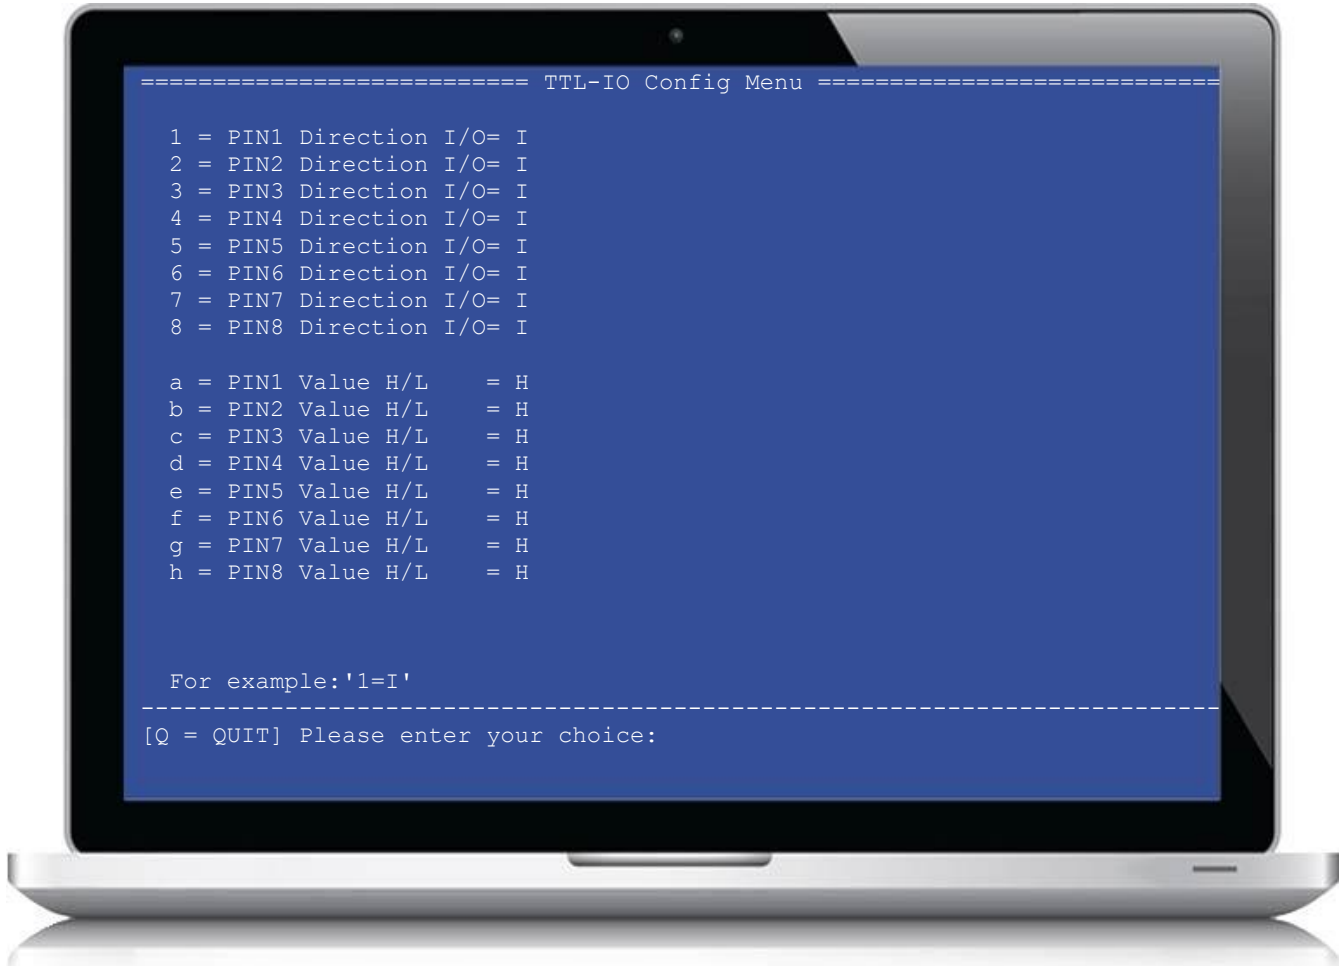 =========================== TTL-IO Config Menu ============================
1 = PIN1 Direction I/O= I
2 = PIN2 Direction I/O= I
3 = PIN3 Direction I/O= I
4 = PIN4 Direction I/O= I
5 = PIN5 Direction I/O= I
6 = PIN6 Direction I/O= I
7 = PIN7 Direction I/O= I
8 = PIN8 Direction I/O= I
a = PIN1 Value H/L    = H
b = PIN2 Value H/L    = H
c = PIN3 Value H/L    = H
d = PIN4 Value H/L    = H
e = PIN5 Value H/L    = H
f = PIN6 Value H/L    = H
g = PIN7 Value H/L    = H
h = PIN8 Value H/L    = H
For example:'1=I'
---------------------------------------------------------------------------
[Q = QUIT] Please enter your choice: